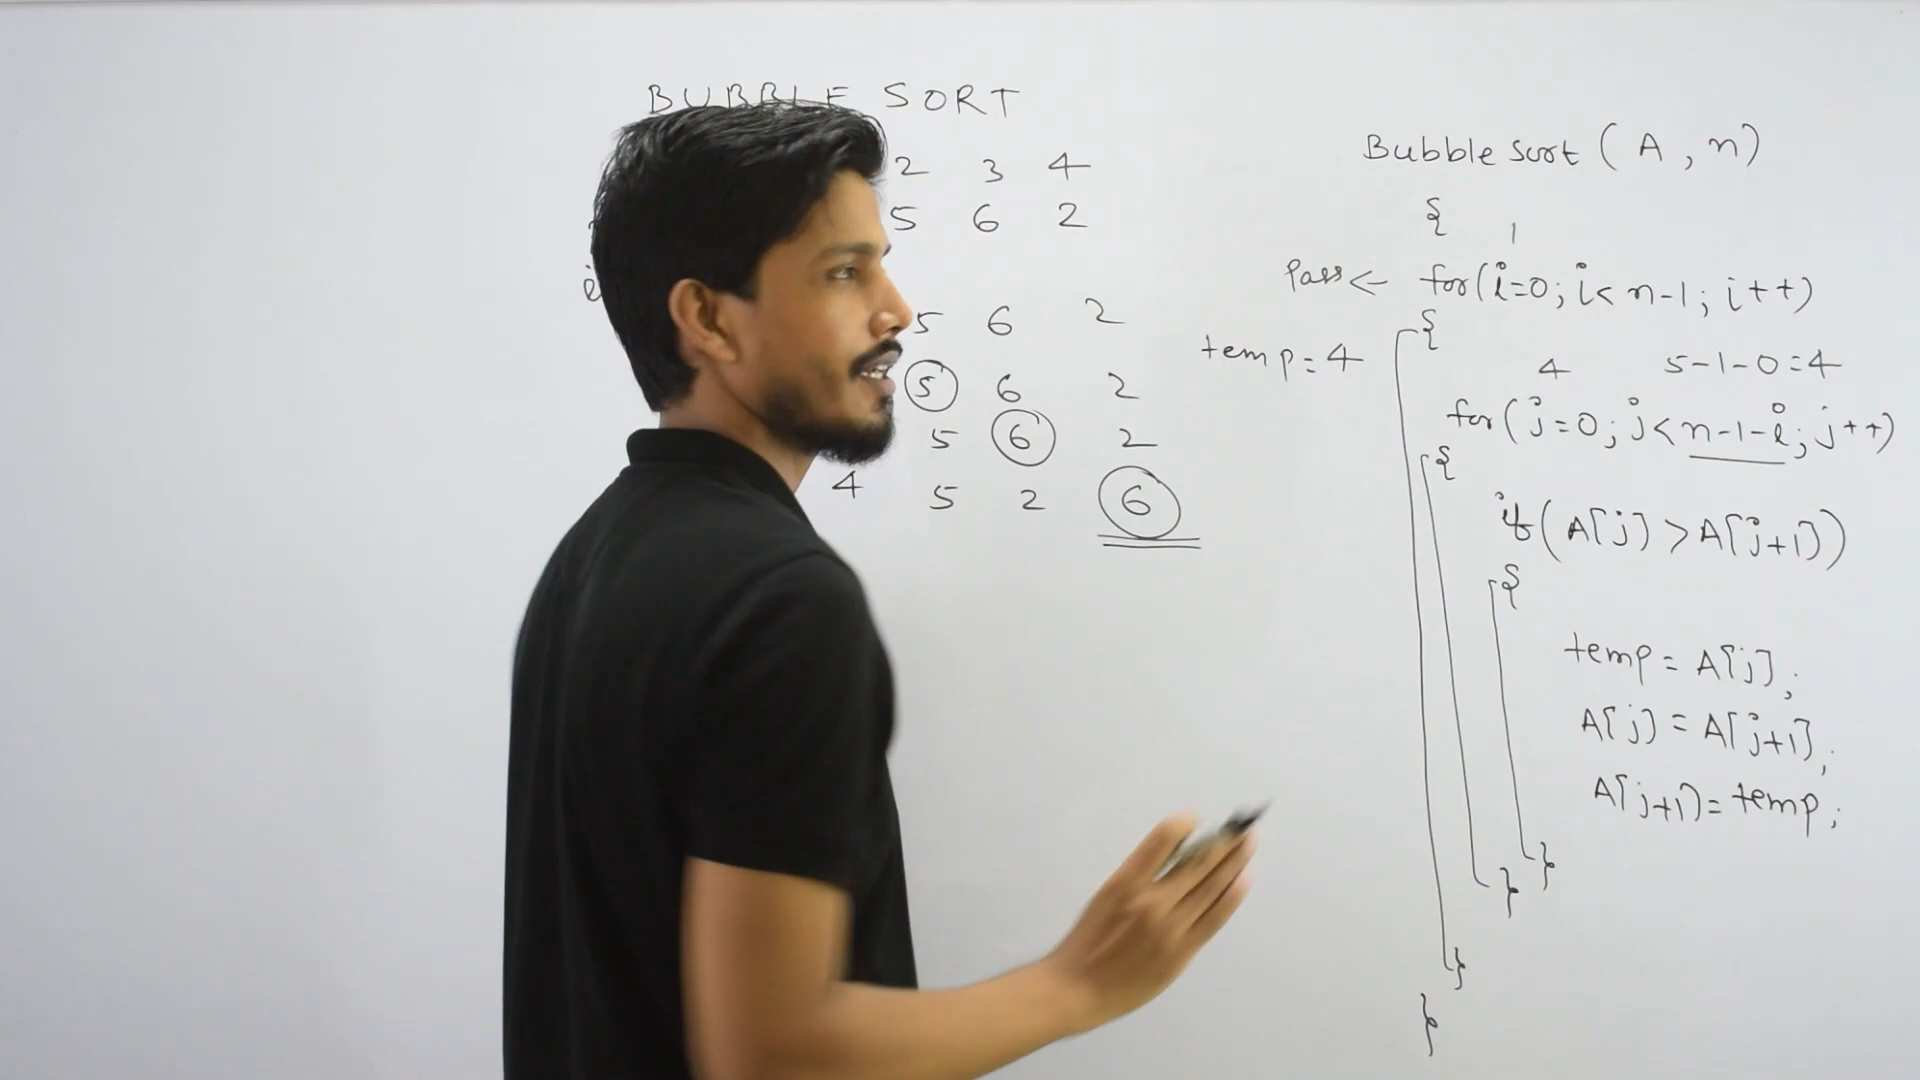 BUBBLE SORT
2 3 4
5 6 2
i
5 6 2
5 6 2
5 6 2
4 5 2 6
Bubble sort (A, n)
{
1
Pass ← for(i=0; i< n-1; i++)
{
temp = 4
4 5-1-0=4
for(j=0; j<n-1-i; j++)
{
if(A[j]>A[j+1])
{
temp = A[j];
A[j] = A[j+1];
A[j+1] = temp;
}
}
}
}